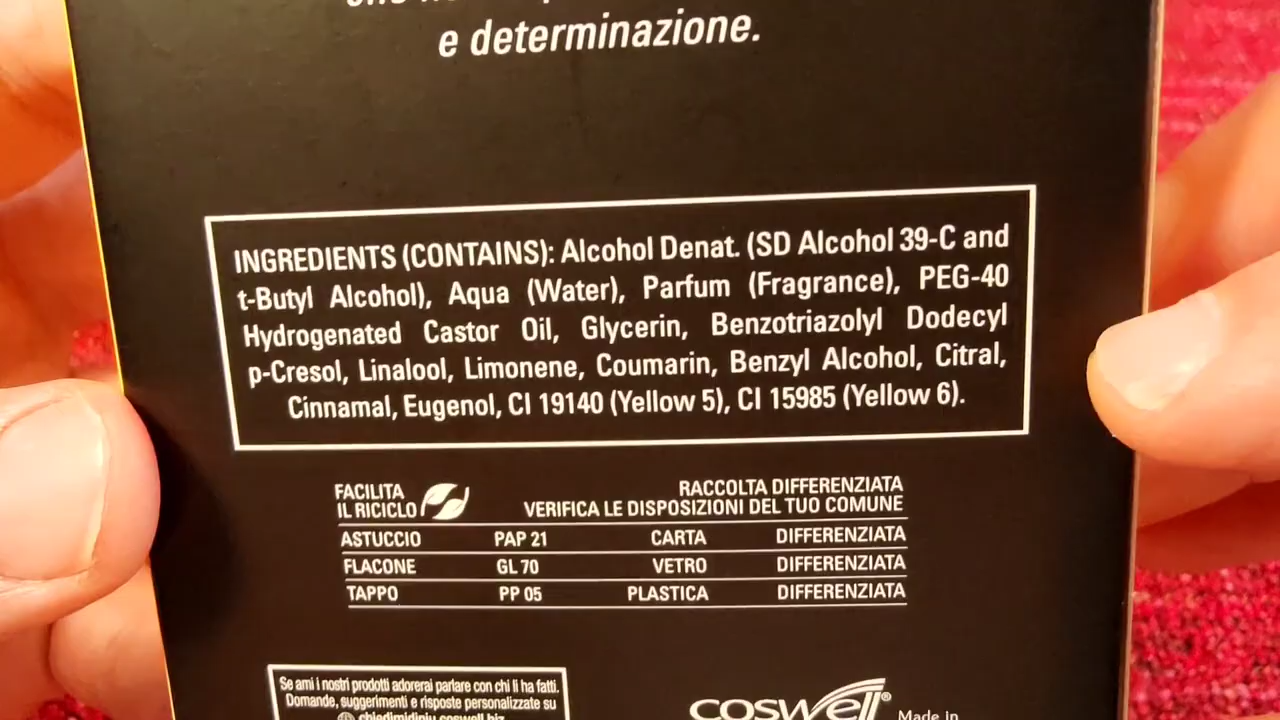 e determinazione.
INGREDIENTS (CONTAINS): Alcohol Denat. (SD Alcohol 39-C and
t-Butyl Alcohol), Aqua (Water), Parfum (Fragrance), PEG-40
Hydrogenated Castor Oil, Glycerin, Benzotriazolyl Dodecyl
p-Cresol, Linalool, Limonene, Coumarin, Benzyl Alcohol, Citral,
Cinnamal, Eugenol, CI 19140 (Yellow 5), CI 15985 (Yellow 6).
FACILITA
IL RICICLO
RACCOLTA DIFFERENZIATA
VERIFICA LE DISPOSIZIONI DEL TUO COMUNE
ASTUCCIO PAP 21 CARTA DIFFERENZIATA
FLACONE GL 70 VETRO DIFFERENZIATA
TAPPO PP 05 PLASTICA DIFFERENZIATA
Se ami i nostri prodotti adorerai parlare con chi li ha fatti.
Domande, suggerimenti e risposte personalizzate su
chiedimidipiu.coswell.biz
coswell®
Made in